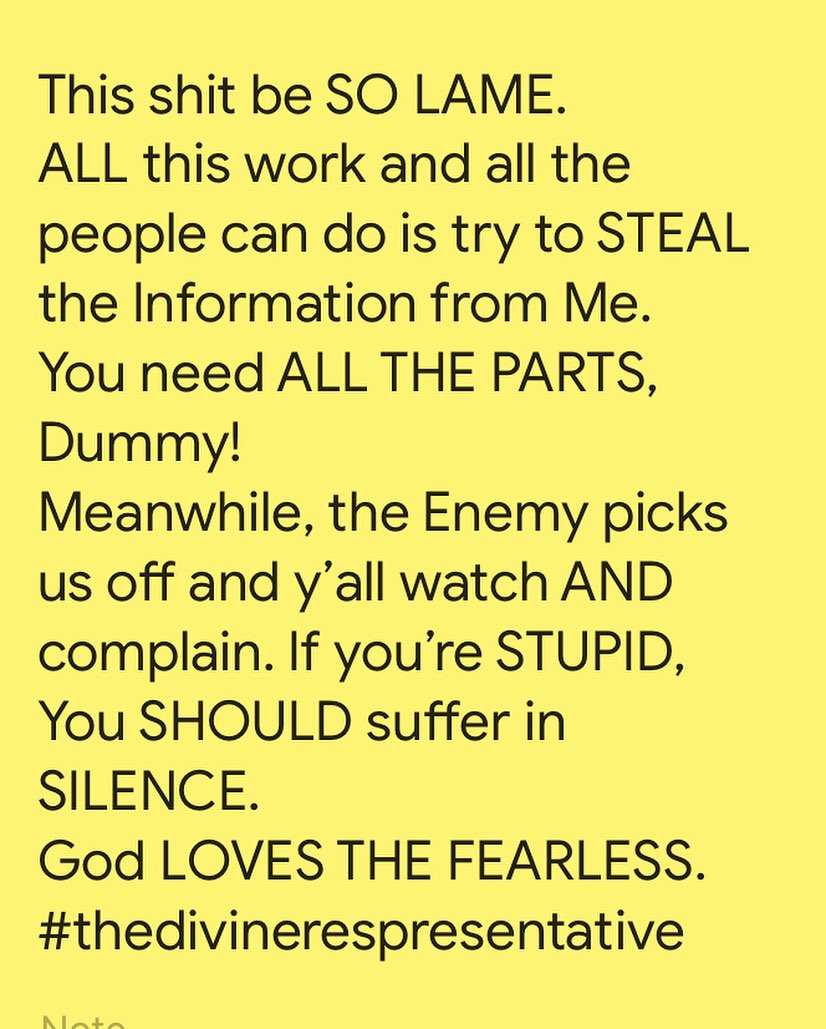 This shit be SO LAME.
ALL this work and all the
people can do is try to STEAL
the Information from Me.
You need ALL THE PARTS,
Dummy!
Meanwhile, the Enemy picks
us off and y’all watch AND
complain. If you’re STUPID,
You SHOULD suffer in
SILENCE.
God LOVES THE FEARLESS.
#thedivinerespresentative
Note